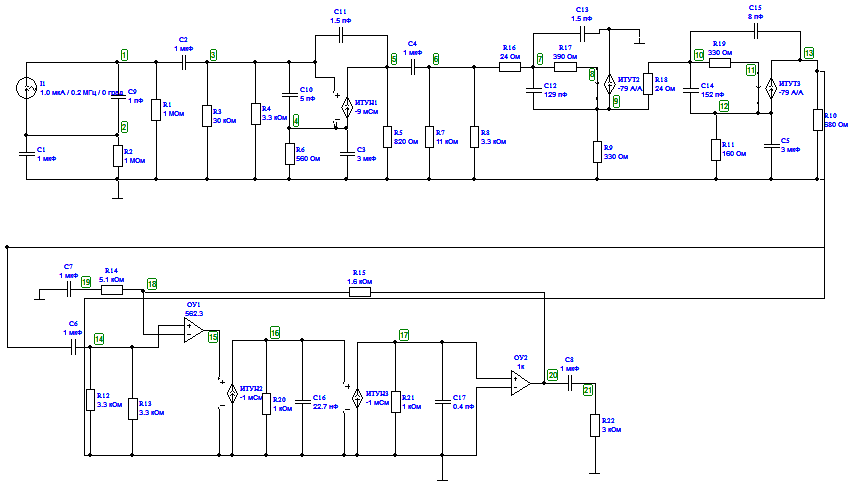 C15
8 пФ
C13
1.5 пФ
C11
1.5 пФ
C2
1 мкФ
C4
1 мкФ
1
3
5
6
7
8
9
10
11
12
13
R16
24 Ом
R17
390 Ом
R19
330 Ом
I1
1.0 мкА / 0.2 МГц / 0 град
C9
1 пФ
2
R1
1 МОм
R3
30 кОм
R4
3.3 кОм
C10
5 пФ
4
ИТУН1
-9 мСм
C12
129 пФ
ИТУТ2
-79 А/А
R18
24 Ом
C14
152 пФ
ИТУТ3
-79 А/А
R10
680 Ом
C1
1 мкФ
R2
1 МОм
R6
560 Ом
C3
3 мкФ
R5
820 Ом
R7
11 кОм
R8
3.3 кОм
R9
330 Ом
R11
160 Ом
C5
3 мкФ
C7
1 мкФ
19
R14
5.1 кОм
18
R15
1.6 кОм
ОУ1
562.3
C6
1 мкФ
14
15
16
17
ОУ2
1к
20
C8
1 мкФ
21
R12
3.3 кОм
R13
3.3 кОм
ИТУН2
-1 мСм
R20
1 кОм
C16
22.7 нФ
ИТУН3
-1 мСм
R21
1 кОм
C17
0.4 пФ
R22
3 кОм